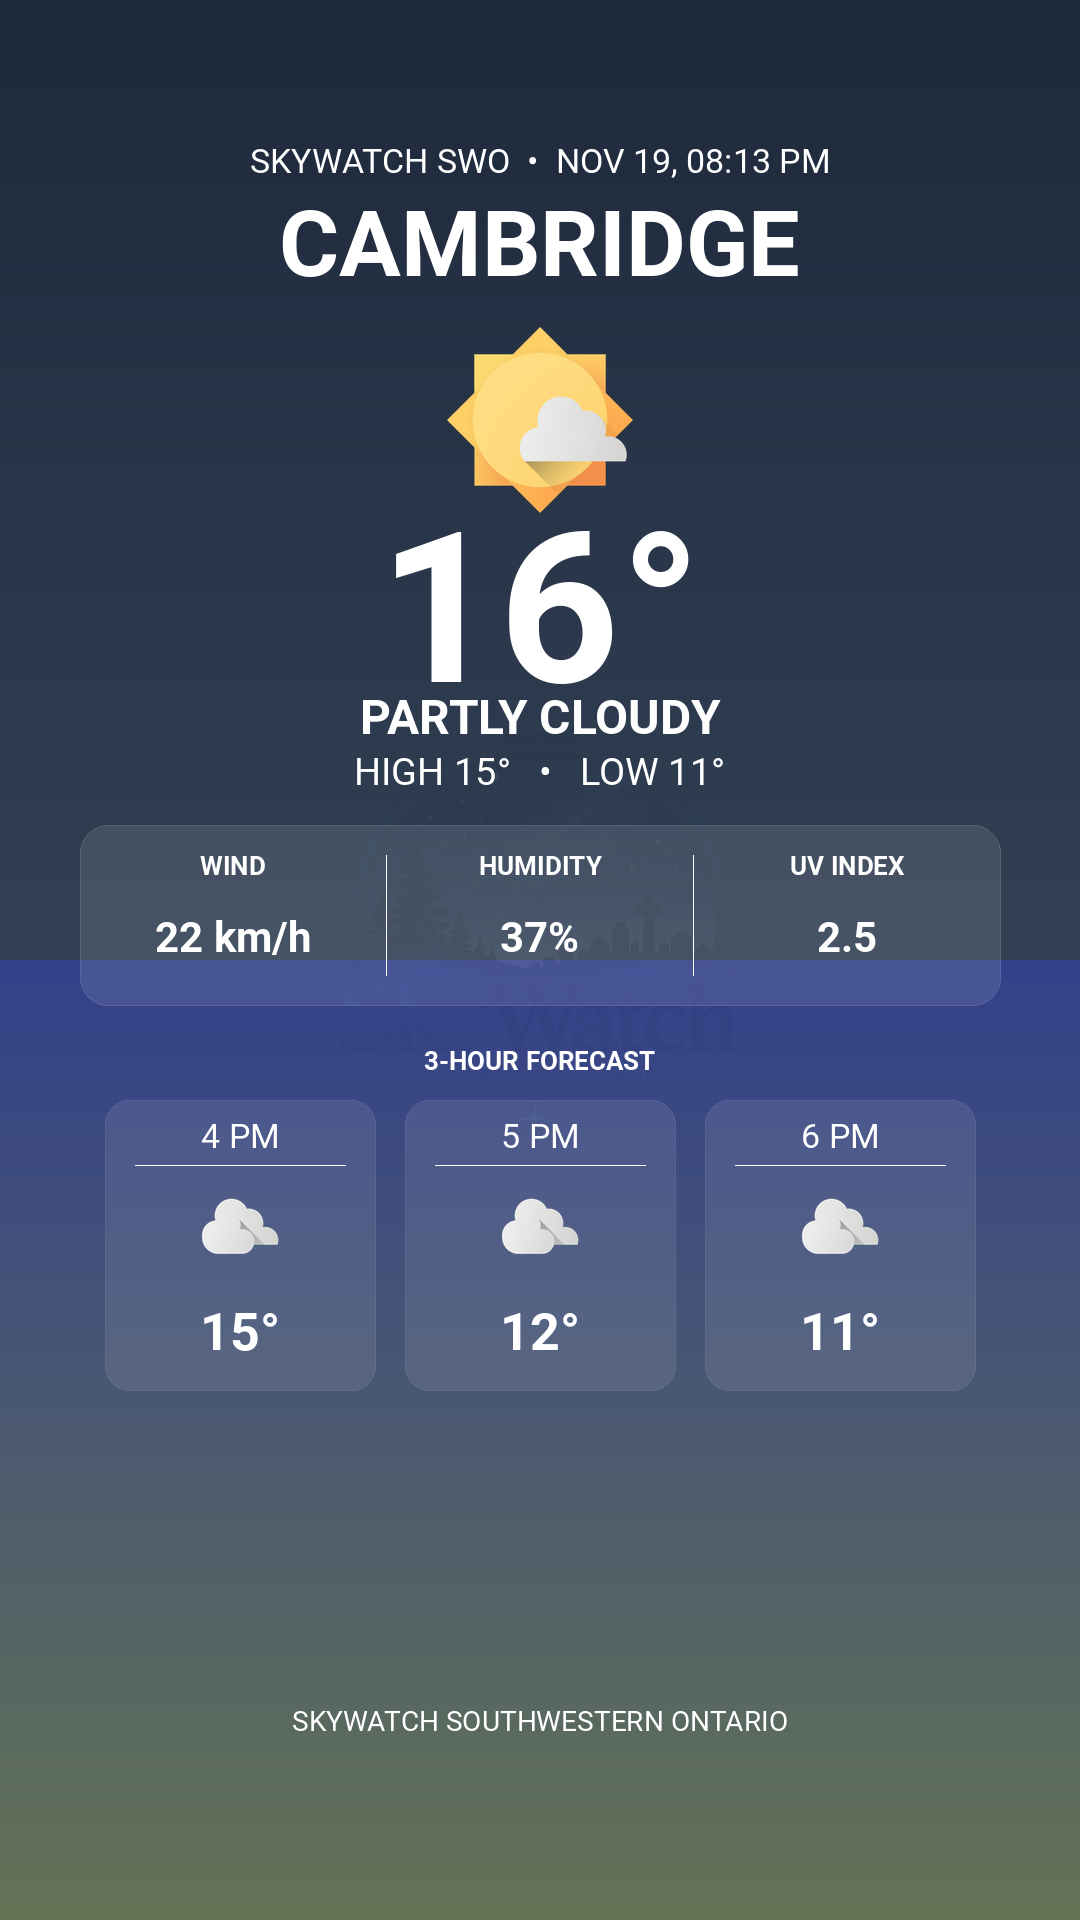 SKYWATCH SWO • NOV 19, 08:13 PM
CAMBRIDGE
16°
PARTLY CLOUDY
HIGH 15° • LOW 11°
WIND HUMIDITY UV INDEX
22 km/h 37% 2.5
SkyWatch
3-HOUR FORECAST
4 PM 5 PM 6 PM
15° 12° 11°
SKYWATCH SOUTHWESTERN ONTARIO